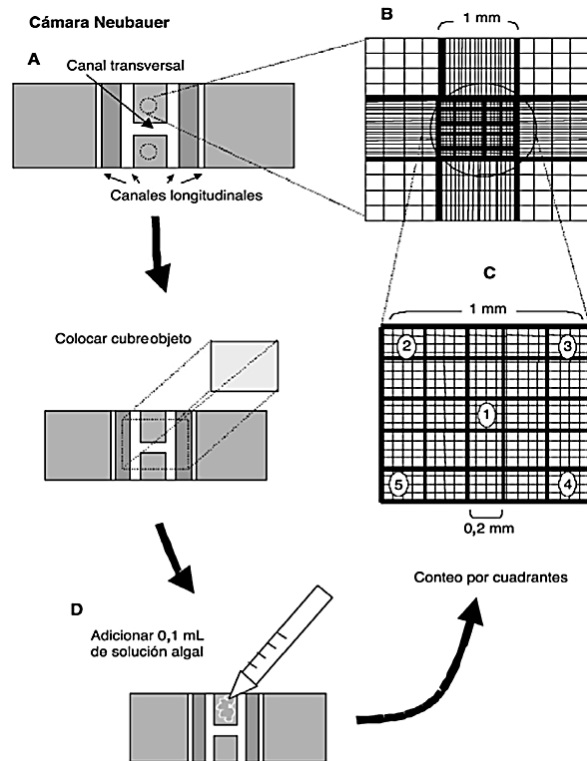 Cámara Neubauer
A
Canal transversal
Canales longitudinales
B
1 mm
C
1 mm
2
3
1
5
4
0,2 mm
Colocar cubreobjeto
D
Adicionar 0,1 mL
de solución algal
Conteo por cuadrantes